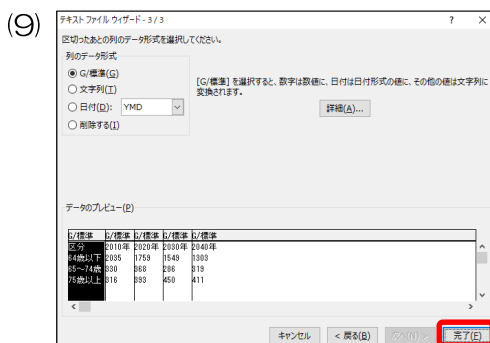 (9)
テキスト ファイル ウィザード - 3 / 3 ? ×
区切ったあとの列のデータ形式を選択してください。
列のデータ形式
G/標準(G)
文字列(T)
日付(D): YMD
削除する(I)
[G/標準] を選択すると、数字は数値に、日付は日付形式の値に、その他の値は文字列に
変換されます。
詳細(A)...
データのプレビュー(P)
G/標準 G/標準 G/標準 G/標準 G/標準
区分 2010年 2020年 2030年 2040年
64歳以下 2035 1759 1549 1303
65~74歳 330 368 286 319
75歳以上 316 393 450 411
キャンセル < 戻る(B) 次へ(N) > 完了(F)